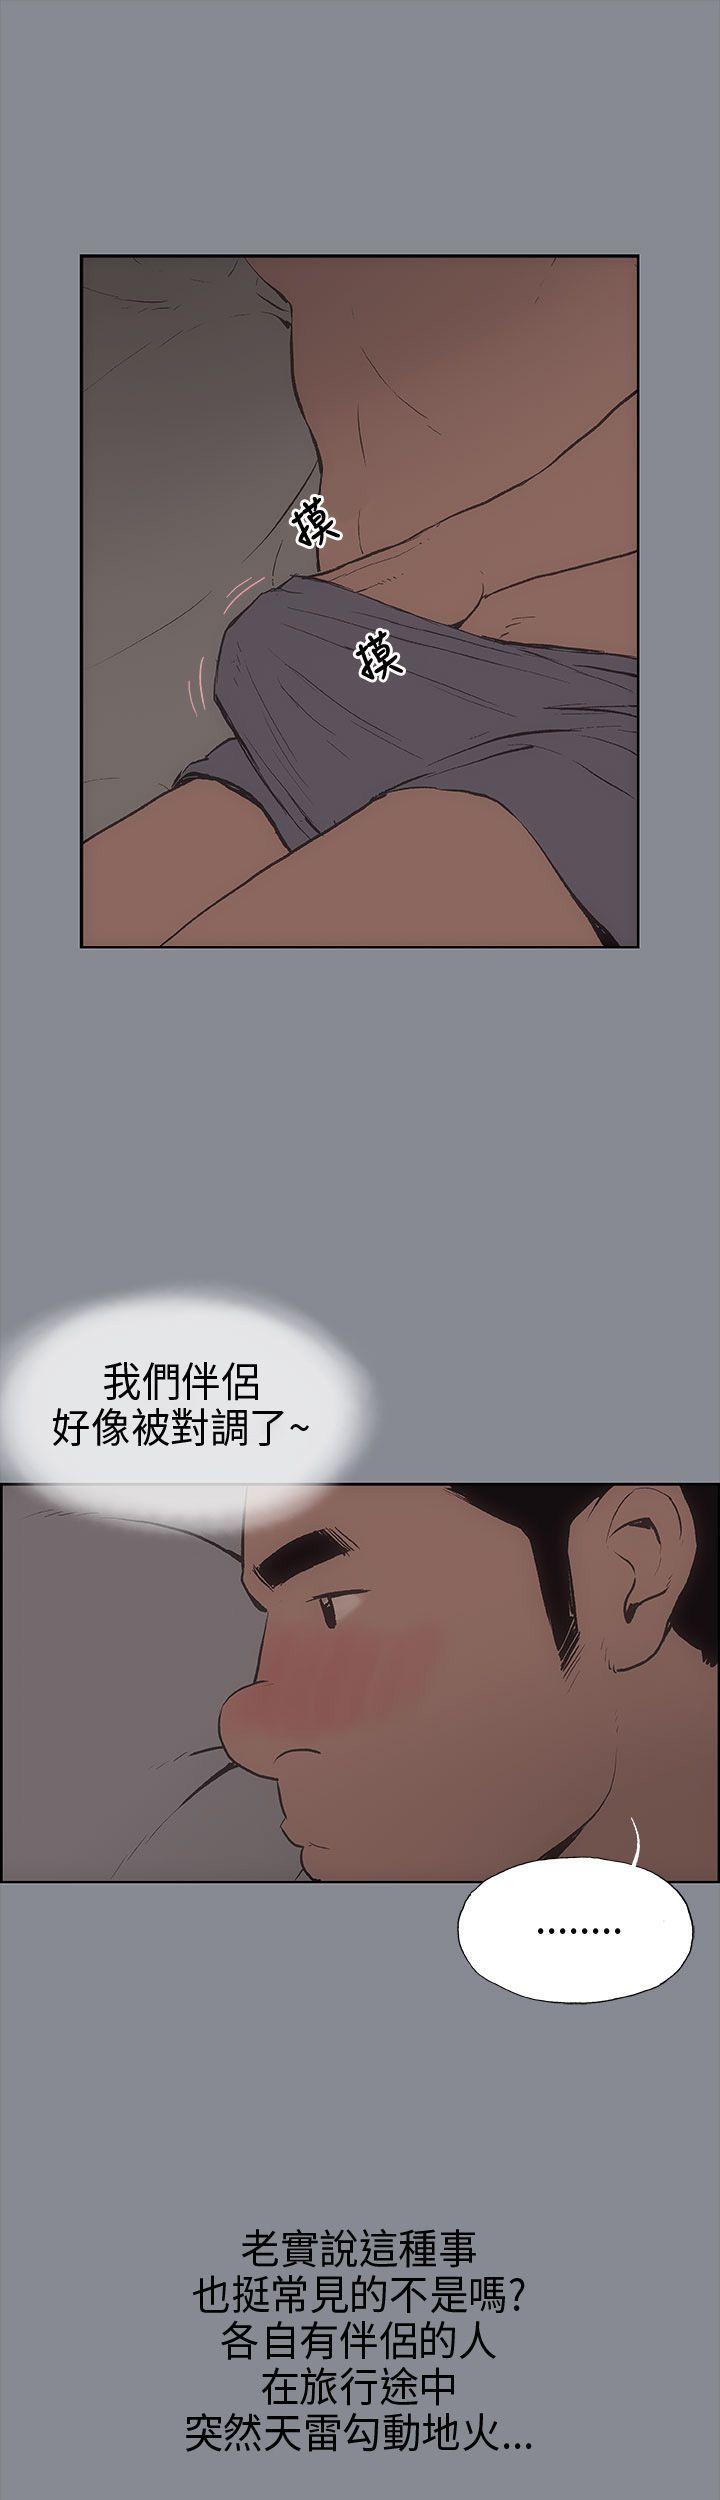 摸
摸
我們伴侶
好像被對調了~
........
老實說這種事
也挺常見的不是嗎?
各自有伴侶的人
在旅行途中
突然天雷勾動地火...